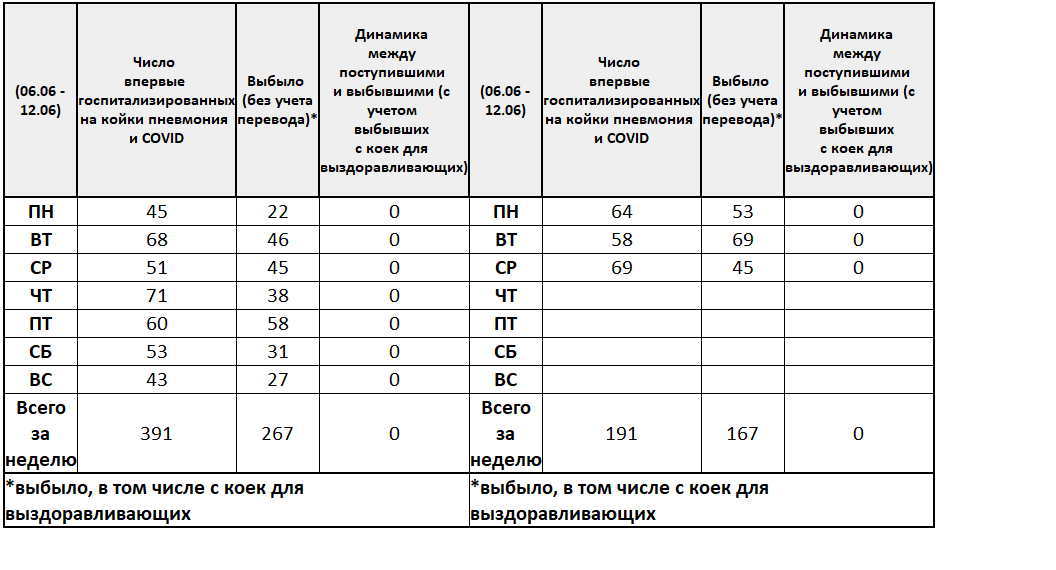 (06.06 -
12.06)
Число
впервые
госпитализированных
на койки пневмония
и COVID
Выбыло
(без учета
перевода)*
Динамика
между
поступившими
и выбывшими (с
учетом
выбывших
с коек для
выздоравливающих)
(06.06 -
12.06)
Число
впервые
госпитализированных
на койки пневмония
и COVID
Выбыло
(без учета
перевода)*
Динамика
между
поступившими
и выбывшими (с
учетом
выбывших
с коек для
выздоравливающих)
ПН 45 22 0 ПН 64 53 0
ВТ 68 46 0 ВТ 58 69 0
СР 51 45 0 СР 69 45 0
ЧТ 71 38 0 ЧТ
ПТ 60 58 0 ПТ
СБ 53 31 0 СБ
ВС 43 27 0 ВС
Всего
за
неделю
391 267 0
Всего
за
неделю
191 167 0
*выбыло, в том числе с коек для
выздоравливающих
*выбыло, в том числе с коек для
выздоравливающих